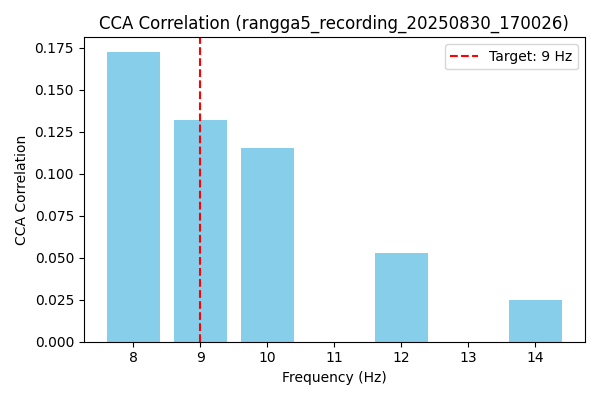 CCA Correlation (rangga5_recording_20250830_170026)
Target: 9 Hz
CCA Correlation
0.175
0.150
0.125
0.100
0.075
0.050
0.025
0.000
8 9 10 11 12 13 14
Frequency (Hz)